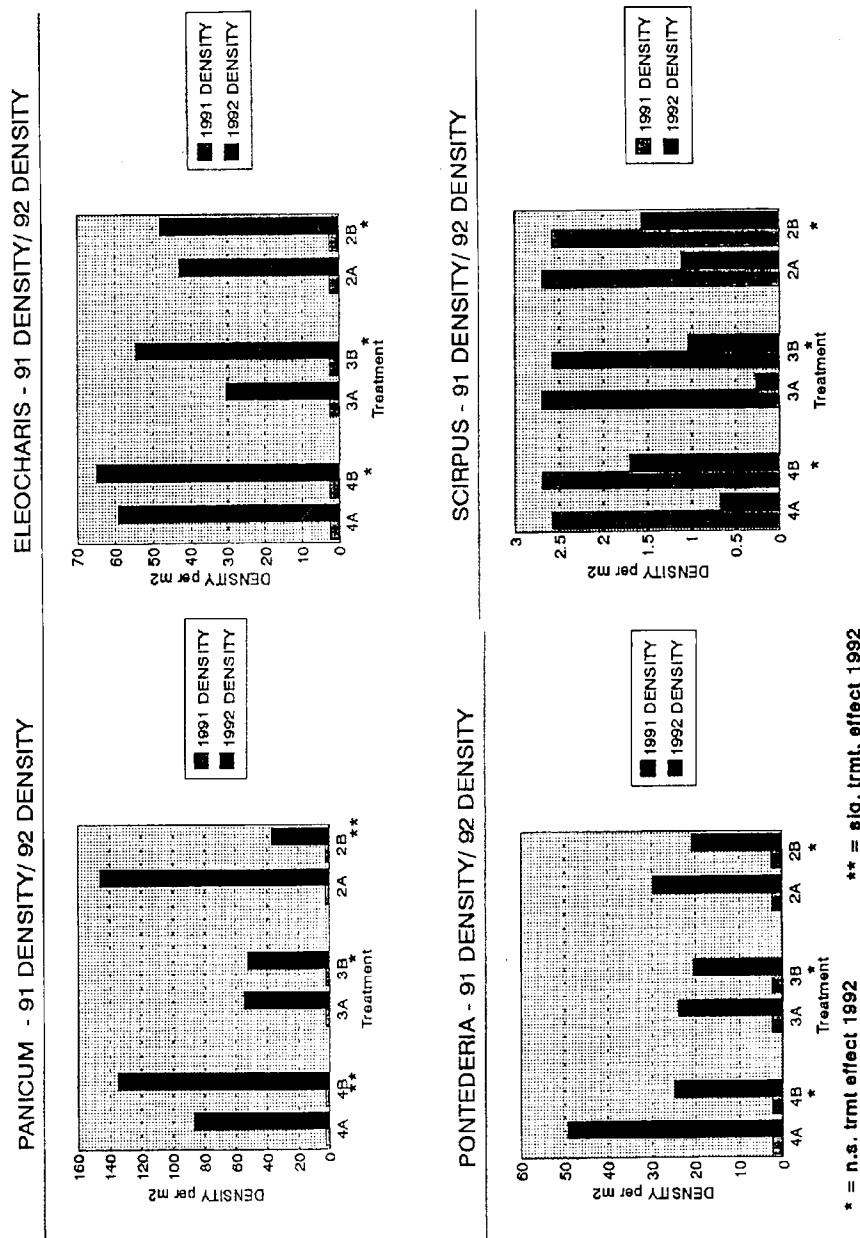 PANICUM - 91 DENSITY/ 92 DENSITY
DENSITY per m2
160
140
120
100
80
60
40
20
0
4A
4B
3A
3B
2A
2B
**
*
**
Treatment
1991 DENSITY
1992 DENSITY
ELEOCHARIS - 91 DENSITY/ 92 DENSITY
DENSITY per m2
70
60
50
40
30
20
10
0
4A
4B
3A
3B
2A
2B
*
*
*
Treatment
1991 DENSITY
1992 DENSITY
PONTEDERIA - 91 DENSITY/ 92 DENSITY
DENSITY per m2
60
50
40
30
20
10
0
4A
4B
3A
3B
2A
2B
*
*
*
Treatment
1991 DENSITY
1992 DENSITY
SCIRPUS - 91 DENSITY/ 92 DENSITY
DENSITY per m2
3
2.5
2
1.5
1
0.5
0
4A
4B
3A
3B
2A
2B
*
*
*
Treatment
1991 DENSITY
1992 DENSITY
* = n.s. trmt effect 1992 ** = sig. trmt. effect 1992